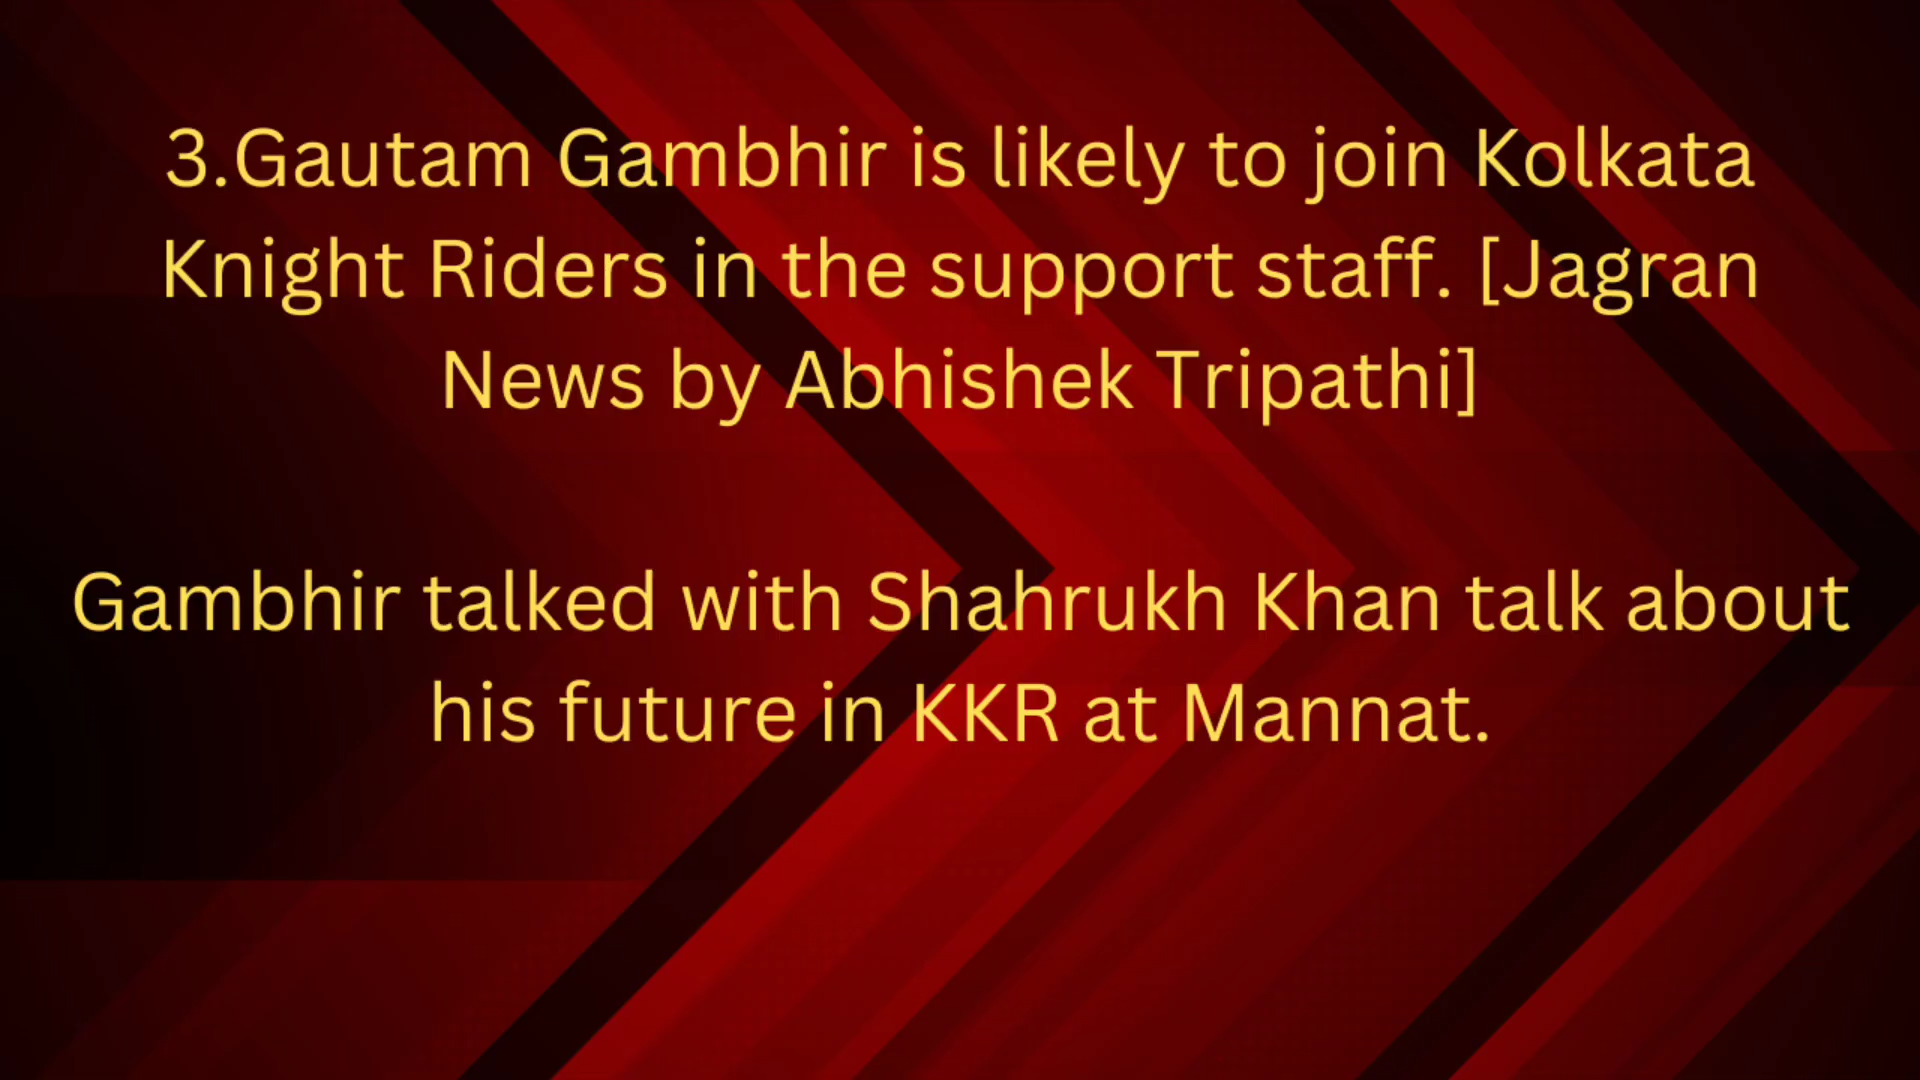 3.Gautam Gambhir is likely to join Kolkata
Knight Riders in the support staff. [Jagran
News by Abhishek Tripathi]
Gambhir talked with Shahrukh Khan talk about
his future in KKR at Mannat.